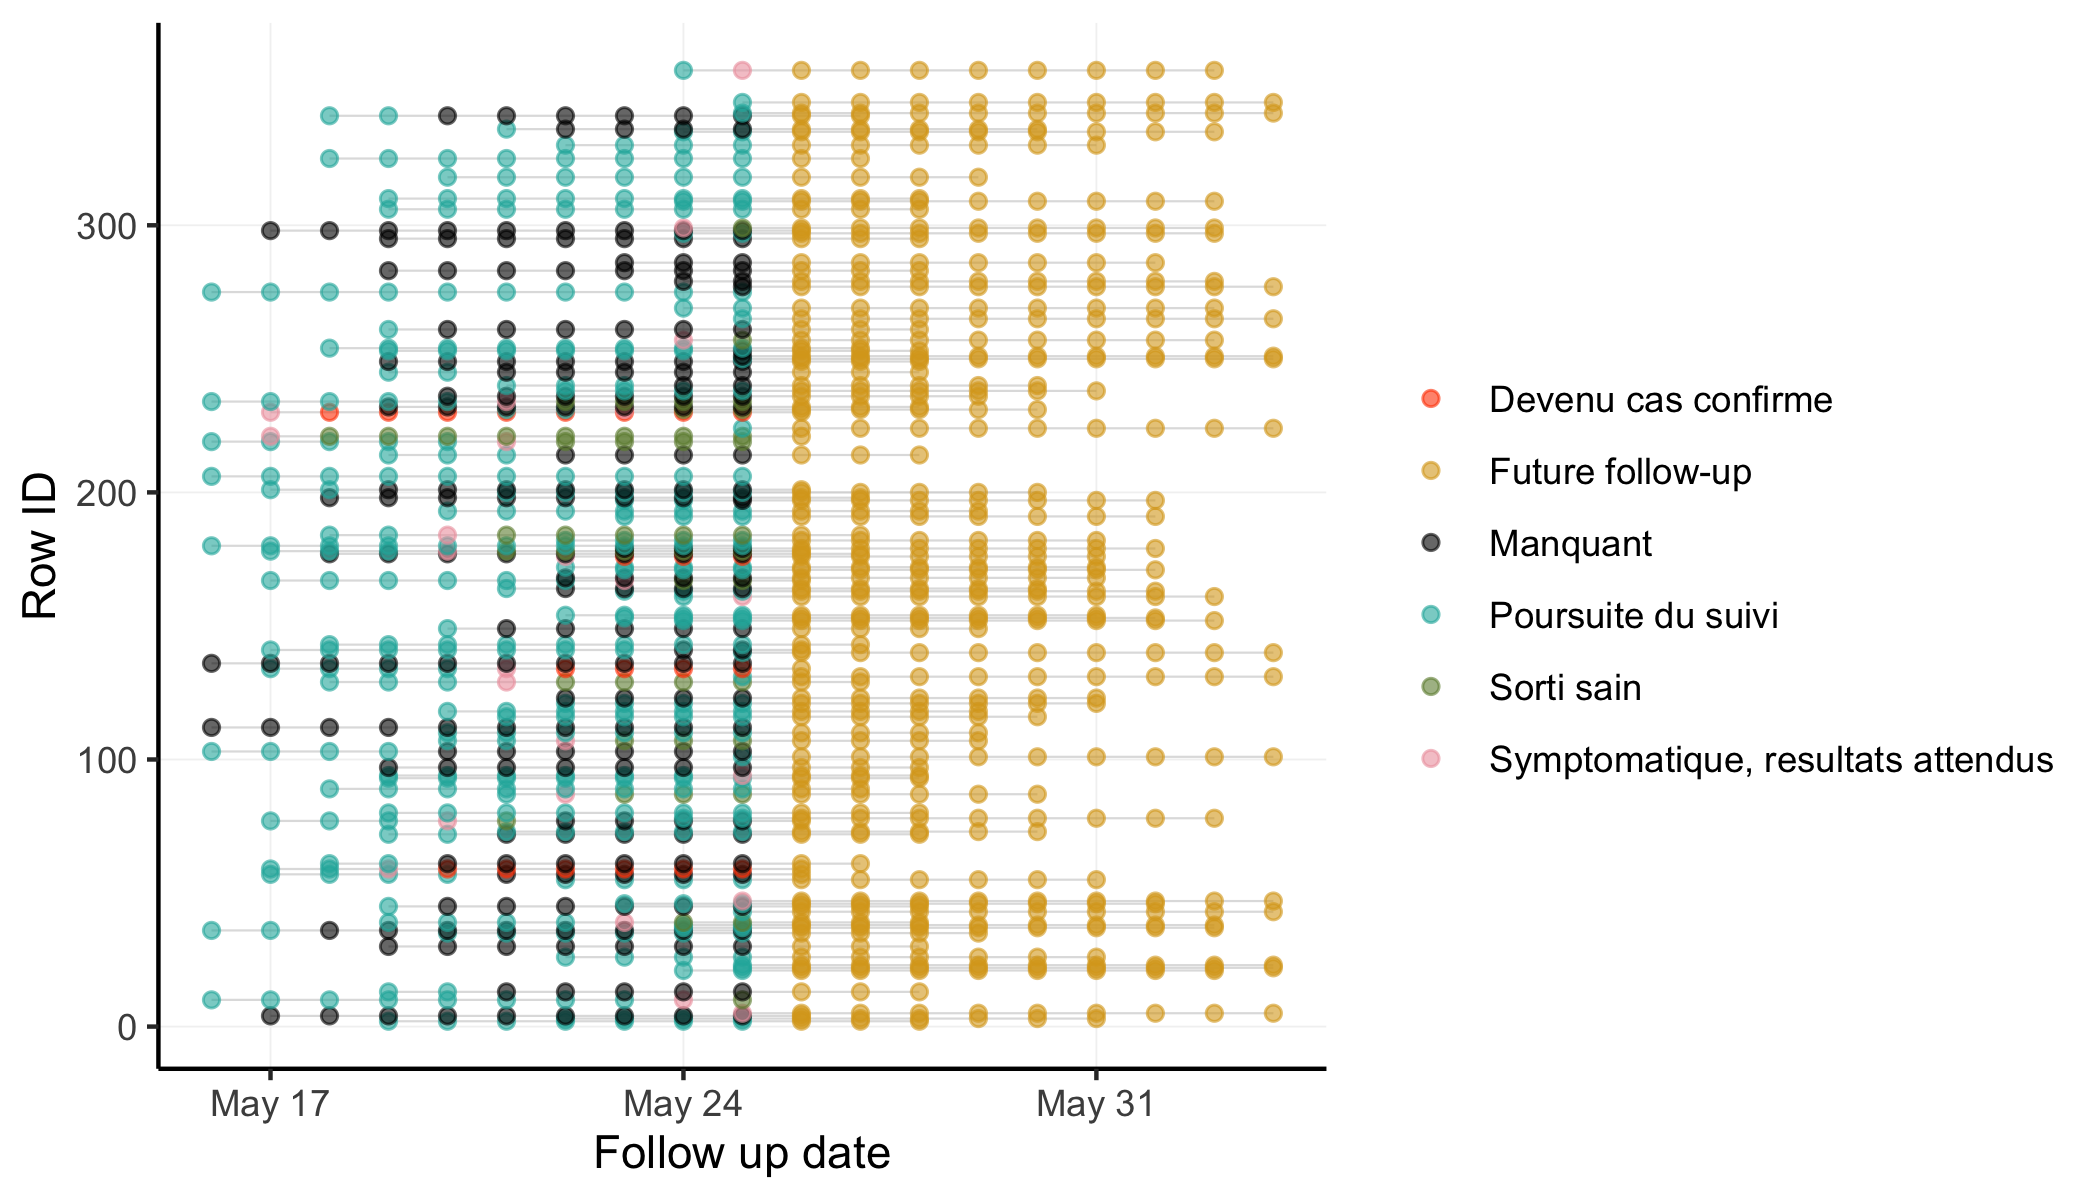 Row ID
300
200
100
0
May 17
May 24
May 31
Follow up date
Devenu cas confirme
Future follow-up
Manquant
Poursuite du suivi
Sorti sain
Symptomatique, resultats attendus